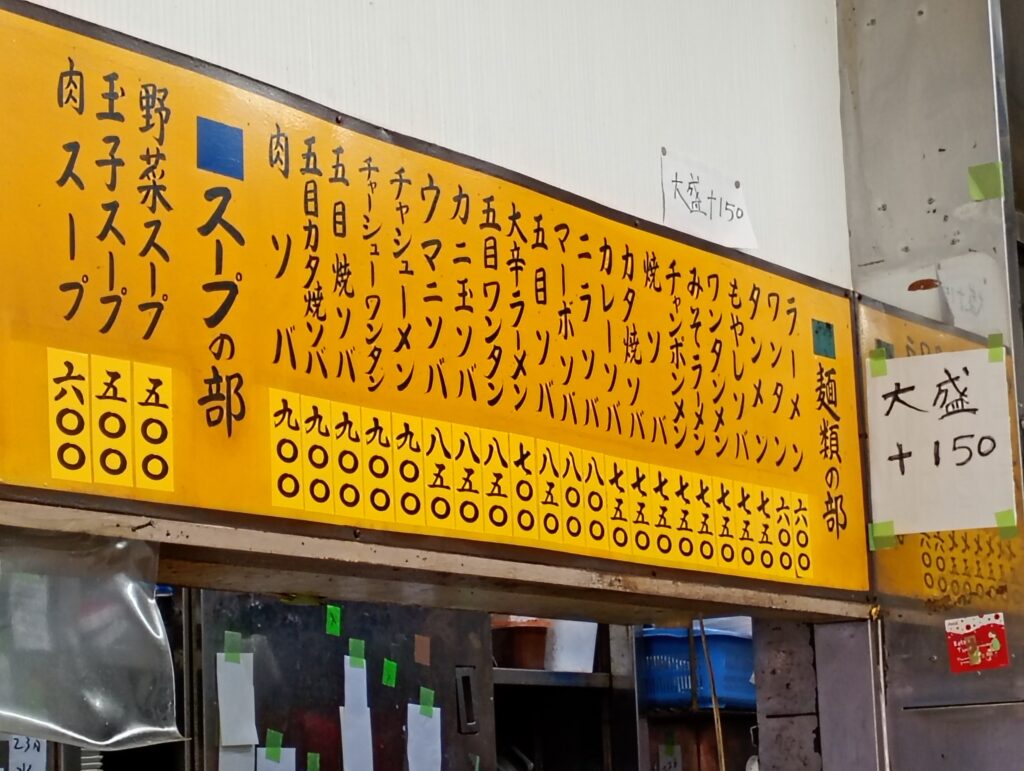 麺類の部
ラーメン 六〇〇
ワンタン 六〇〇
タンメン 七五〇
もやしソバ 七五〇
ワンタンメン 七五〇
みそラーメン 七五〇
チャンポンメン 七五〇
焼ソバ 七五〇
カタ焼ソバ 七五〇
カレーソバ 七五〇
ニラソバ 八〇〇
マーボソバ 八〇〇
五目ソバ 八五〇
大辛ラーメン 七〇〇
五目ワンタン 八五〇
カニ玉ソバ 八五〇
ウマニソバ 八五〇
チャシューメン 九〇〇
チャーシューワンタン 九〇〇
五目焼ソバ 九〇〇
五目カタ焼ソバ 九〇〇
肉ソバ 九〇〇
スープの部
野菜スープ 五〇〇
玉子スープ 五〇〇
肉スープ 六〇〇
大盛+150
大盛
+150